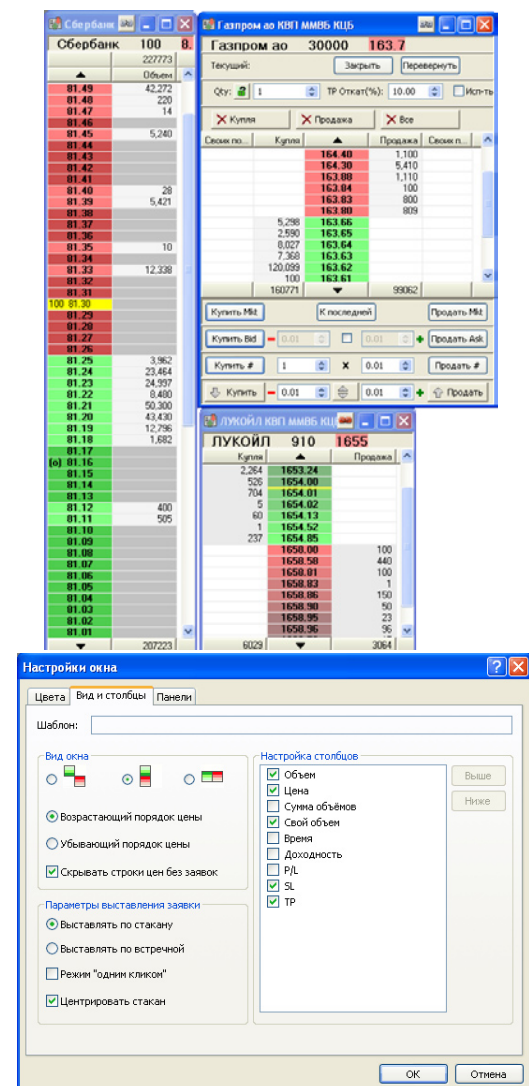 Сбербанк
Сбербанк 100 8.
227773
Объем
81.49 42,272
81.48 220
81.47 14
81.46
81.45 5,240
81.44
81.43
81.42
81.41
81.40 28
81.39 5,421
81.38
81.37
81.36
81.35 10
81.34
81.33 12,338
81.32
81.31
100 81.30
81.29
81.28
81.27
81.26
81.25 3,962
81.24 23,464
81.23 24,997
81.22 8,480
81.21 50,300
81.20 43,430
81.19 12,796
81.18 1,682
81.17
(o) 81.16
81.15
81.14
81.13
81.12 400
81.11 505
81.10
81.09
81.08
81.07
81.06
81.05
81.04
81.03
81.02
81.01
207223
Газпром ао КВП ММВБ КЦБ
Газпром ао 30000 163.7
Текущий: Закрыть Перевернуть
Qty: 1 TP Откат(%): 10.00 Исп-ть
Купля Продажа Все
Своих по... Купля Продажа Своих п...
164.40 1,100
164.30 5,410
163.88 1,110
163.84 100
163.83 800
163.80 809
5,298 163.66
2,590 163.65
8,027 163.64
7,368 163.63
120,099 163.62
100 163.61
160771 99062
Купить Mkt К последней Продать Mkt
Купить Bid 0.01 0.01 Продать Ask
Купить # 1 X 0.01 Продать #
Купить 0.01 0.01 Продать
ЛУКОЙЛ КВП ММВБ КЦ
ЛУКОЙЛ 910 1655
Купля Продажа
2,264 1653.24
526 1654.00
704 1654.01
5 1654.02
60 1654.13
1 1654.52
237 1654.85
1658.00 100
1658.58 440
1658.81 100
1658.83 1
1658.86 150
1658.90 50
1658.95 23
1658.96 96
6029 3064
Настройки окна
Цвета Вид и столбцы Панели
Шаблон:
Вид окна
Возрастающий порядок цены
Убывающий порядок цены
Скрывать строки цен без заявок
Параметры выставления заявки
Выставлять по стакану
Выставлять по встречной
Режим "одним кликом"
Центрировать стакан
Настройка столбцов
Объем
Цена
Сумма объёмов
Свой объем
Время
Доходность
P/L
SL
TP
Выше
Ниже
OK Отмена